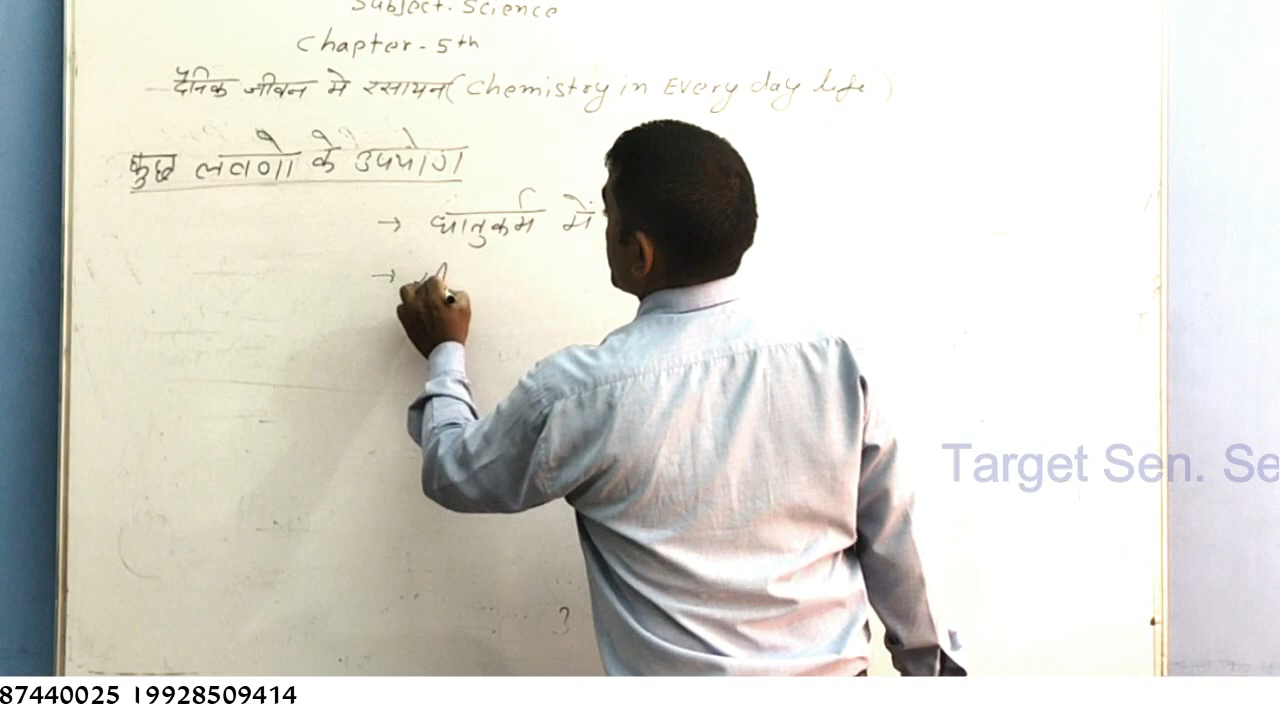 Subject. Science
Chapter - 5th
दैनिक जीवन मे रसायन (Chemistry in Every day life)
कुछ लवणो के उपयोग
→ धातुकर्म में
→
Target Sen. Se
87440025 19928509414